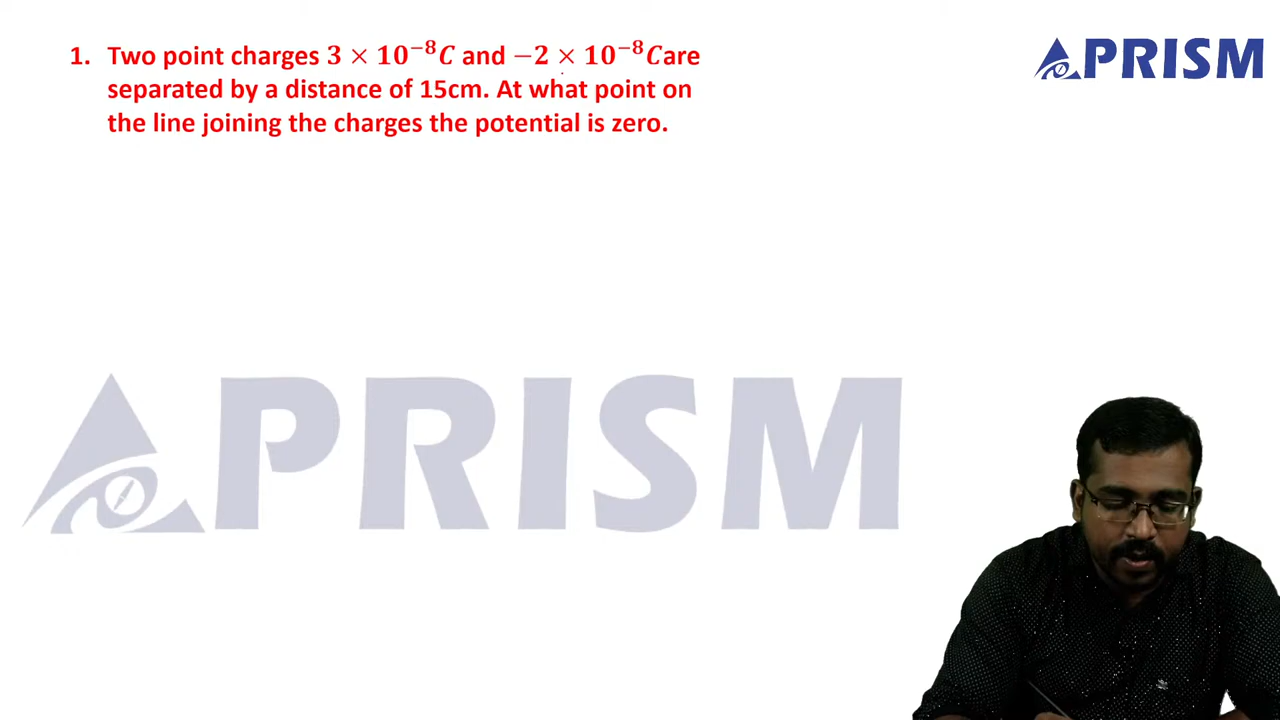 1. Two point charges 3 × 10⁻⁸C and −2 × 10⁻⁸Care
separated by a distance of 15cm. At what point on
the line joining the charges the potential is zero.
PRISM
PRISM